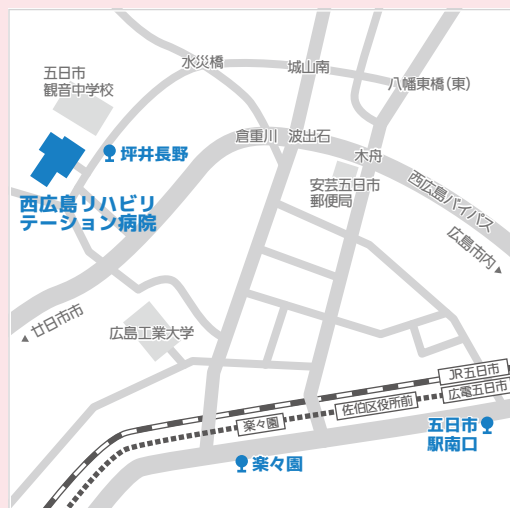 水災橋
城山南
五日市
観音中学校
八幡東橋(東)
倉重川
波出石
坪井長野
木舟
安芸五日市
郵便局
西広島バイパス
西広島リハビリ
テーション病院
広島市内
廿日市市
広島工業大学
JR五日市
広電五日市
佐伯区役所前
楽々園
五日市
駅南口
楽々園